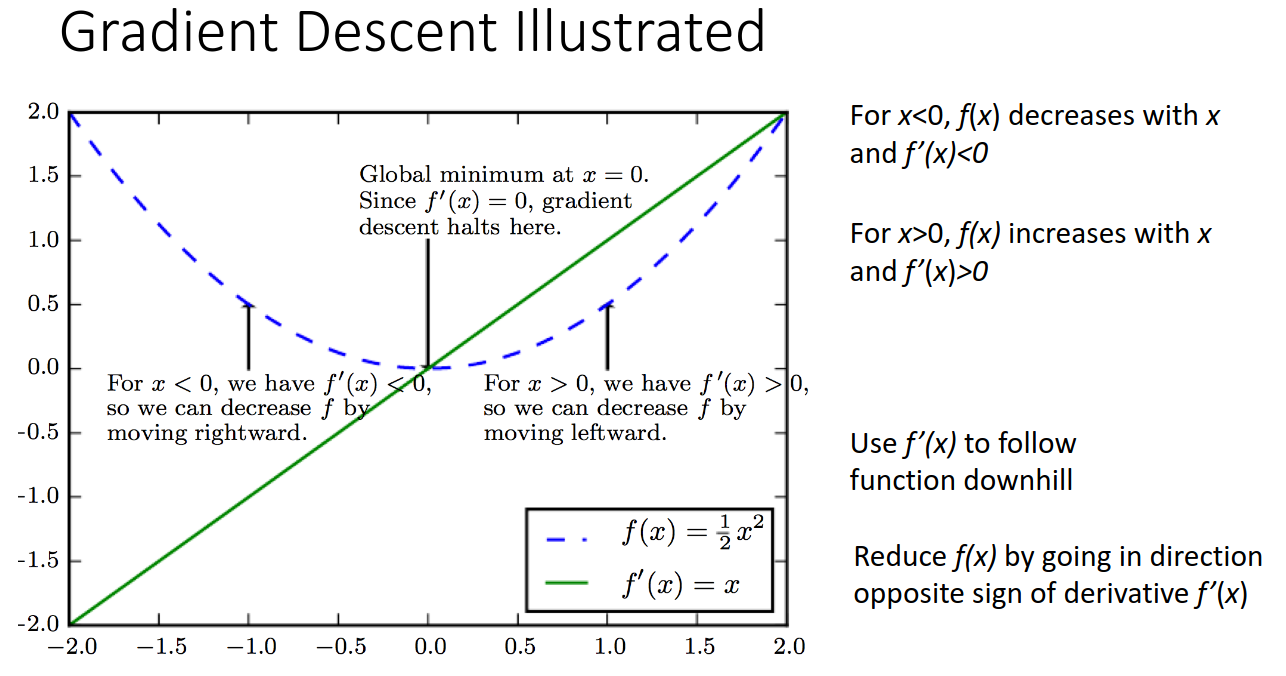 Gradient Descent Illustrated
2.0
1.5
1.0
0.5
0.0
-0.5
-1.0
-1.5
-2.0
−2.0 −1.5 −1.0 −0.5 0.0 0.5 1.0 1.5 2.0
Global minimum at x = 0.
Since f′(x) = 0, gradient
descent halts here.
For x < 0, we have f′(x) < 0,
so we can decrease f by
moving rightward.
For x > 0, we have f′(x) > 0,
so we can decrease f by
moving leftward.
f(x) = ½x²
f′(x) = x
For x<0, f(x) decreases with x
and f’(x)<0
For x>0, f(x) increases with x
and f’(x)>0
Use f’(x) to follow
function downhill
Reduce f(x) by going in direction
opposite sign of derivative f’(x)